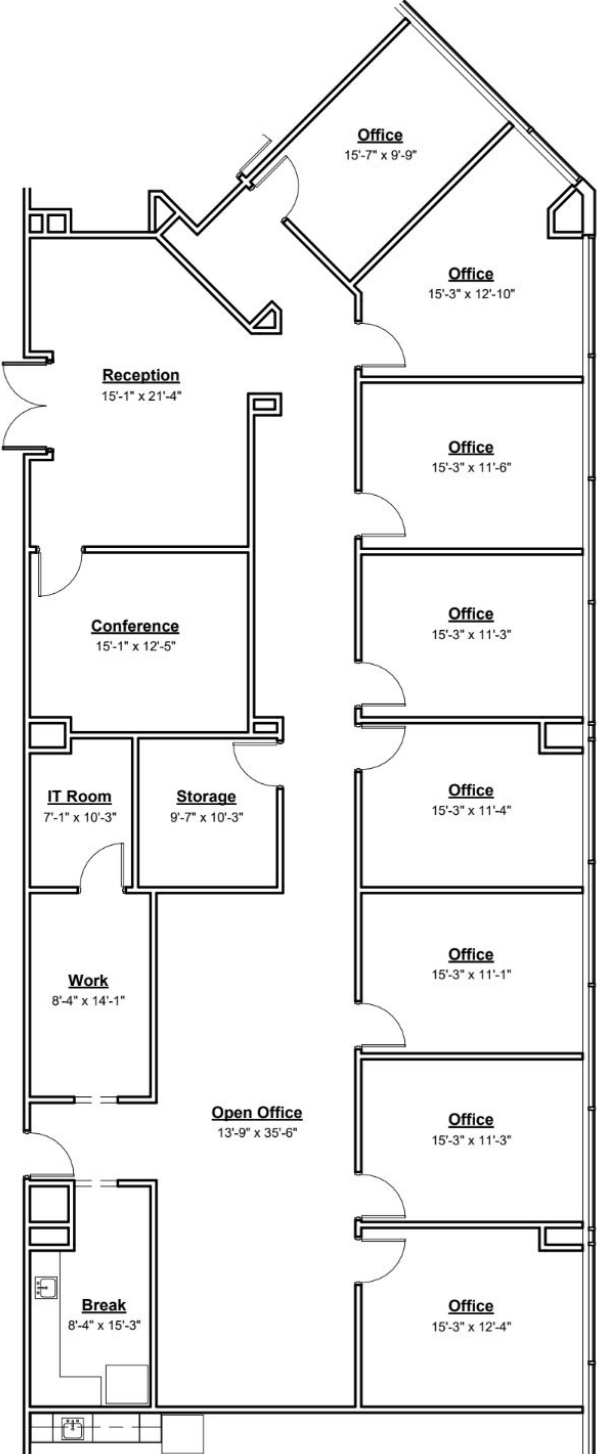 Office
15'-7" x 9'-9"
Office
15'-3" x 12'-10"
Reception
15'-1" x 21'-4"
Office
15'-3" x 11'-6"
Office
15'-3" x 11'-3"
Conference
15'-1" x 12'-5"
Office
15'-3" x 11'-4"
IT Room
7'-1" x 10'-3"
Storage
9'-7" x 10'-3"
Office
15'-3" x 11'-1"
Work
8'-4" x 14'-1"
Open Office
13'-9" x 35'-6"
Office
15'-3" x 11'-3"
Break
8'-4" x 15'-3"
Office
15'-3" x 12'-4"